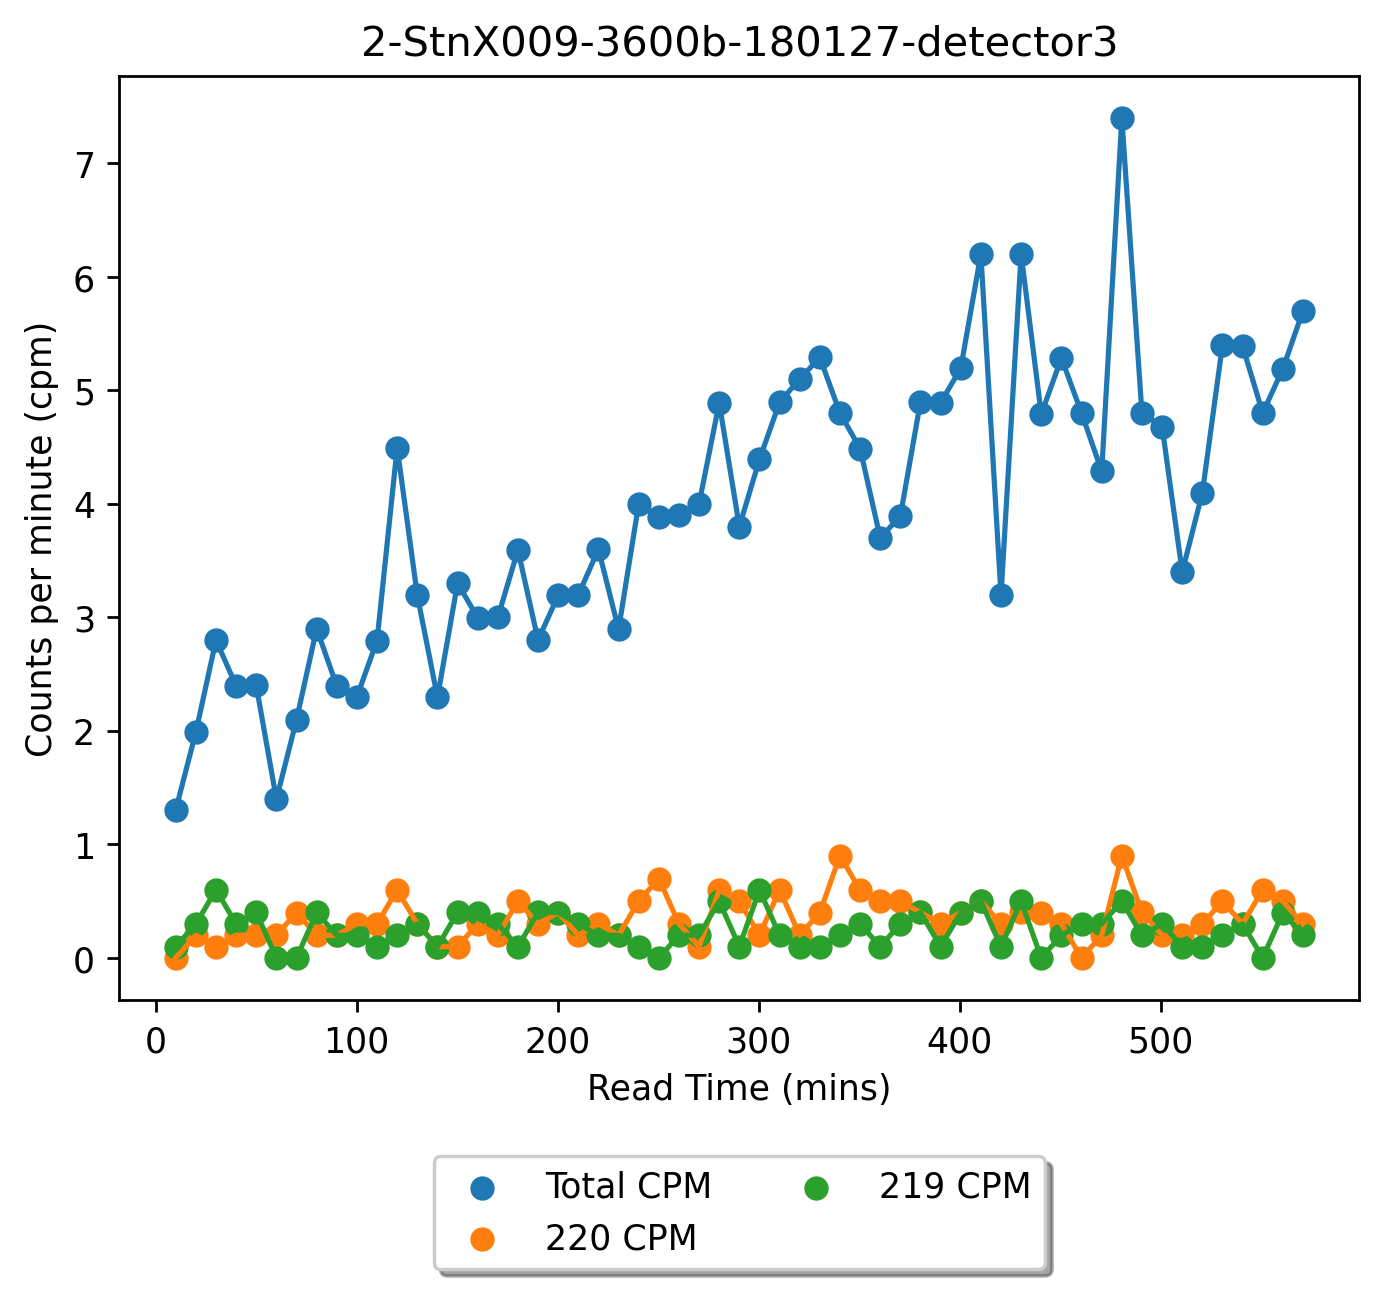 2-StnX009-3600b-180127-detector3
Counts per minute (cpm)
7
6
5
4
3
2
1
0
0 100 200 300 400 500
Read Time (mins)
Total CPM 219 CPM
220 CPM